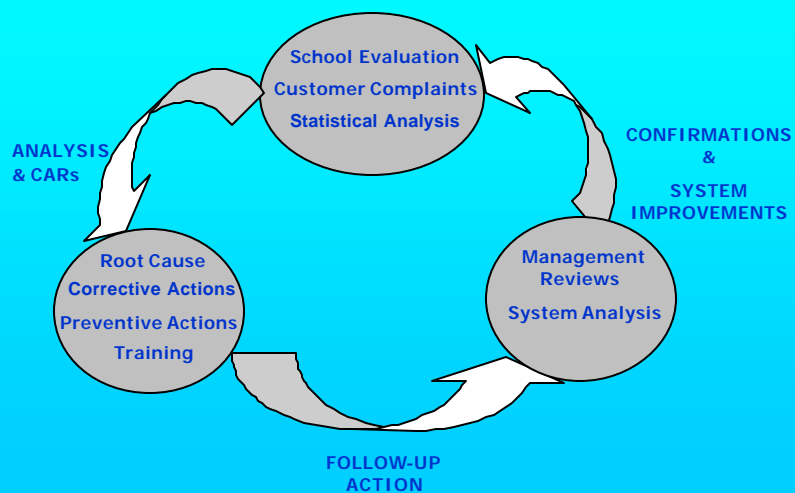 School Evaluation
Customer Complaints
Statistical Analysis
ANALYSIS
& CARs
CONFIRMATIONS
&
SYSTEM
IMPROVEMENTS
Root Cause
Corrective Actions
Preventive Actions
Training
Management
Reviews
System Analysis
FOLLOW-UP
ACTION